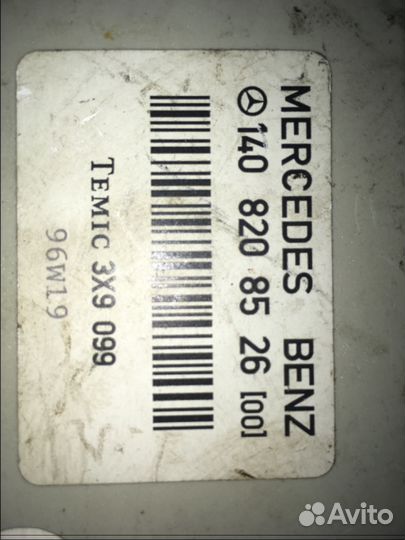 MERCEDES BENZ
140 820 85 26 [00]
TEMIC 3X9 099
96W19
Avito